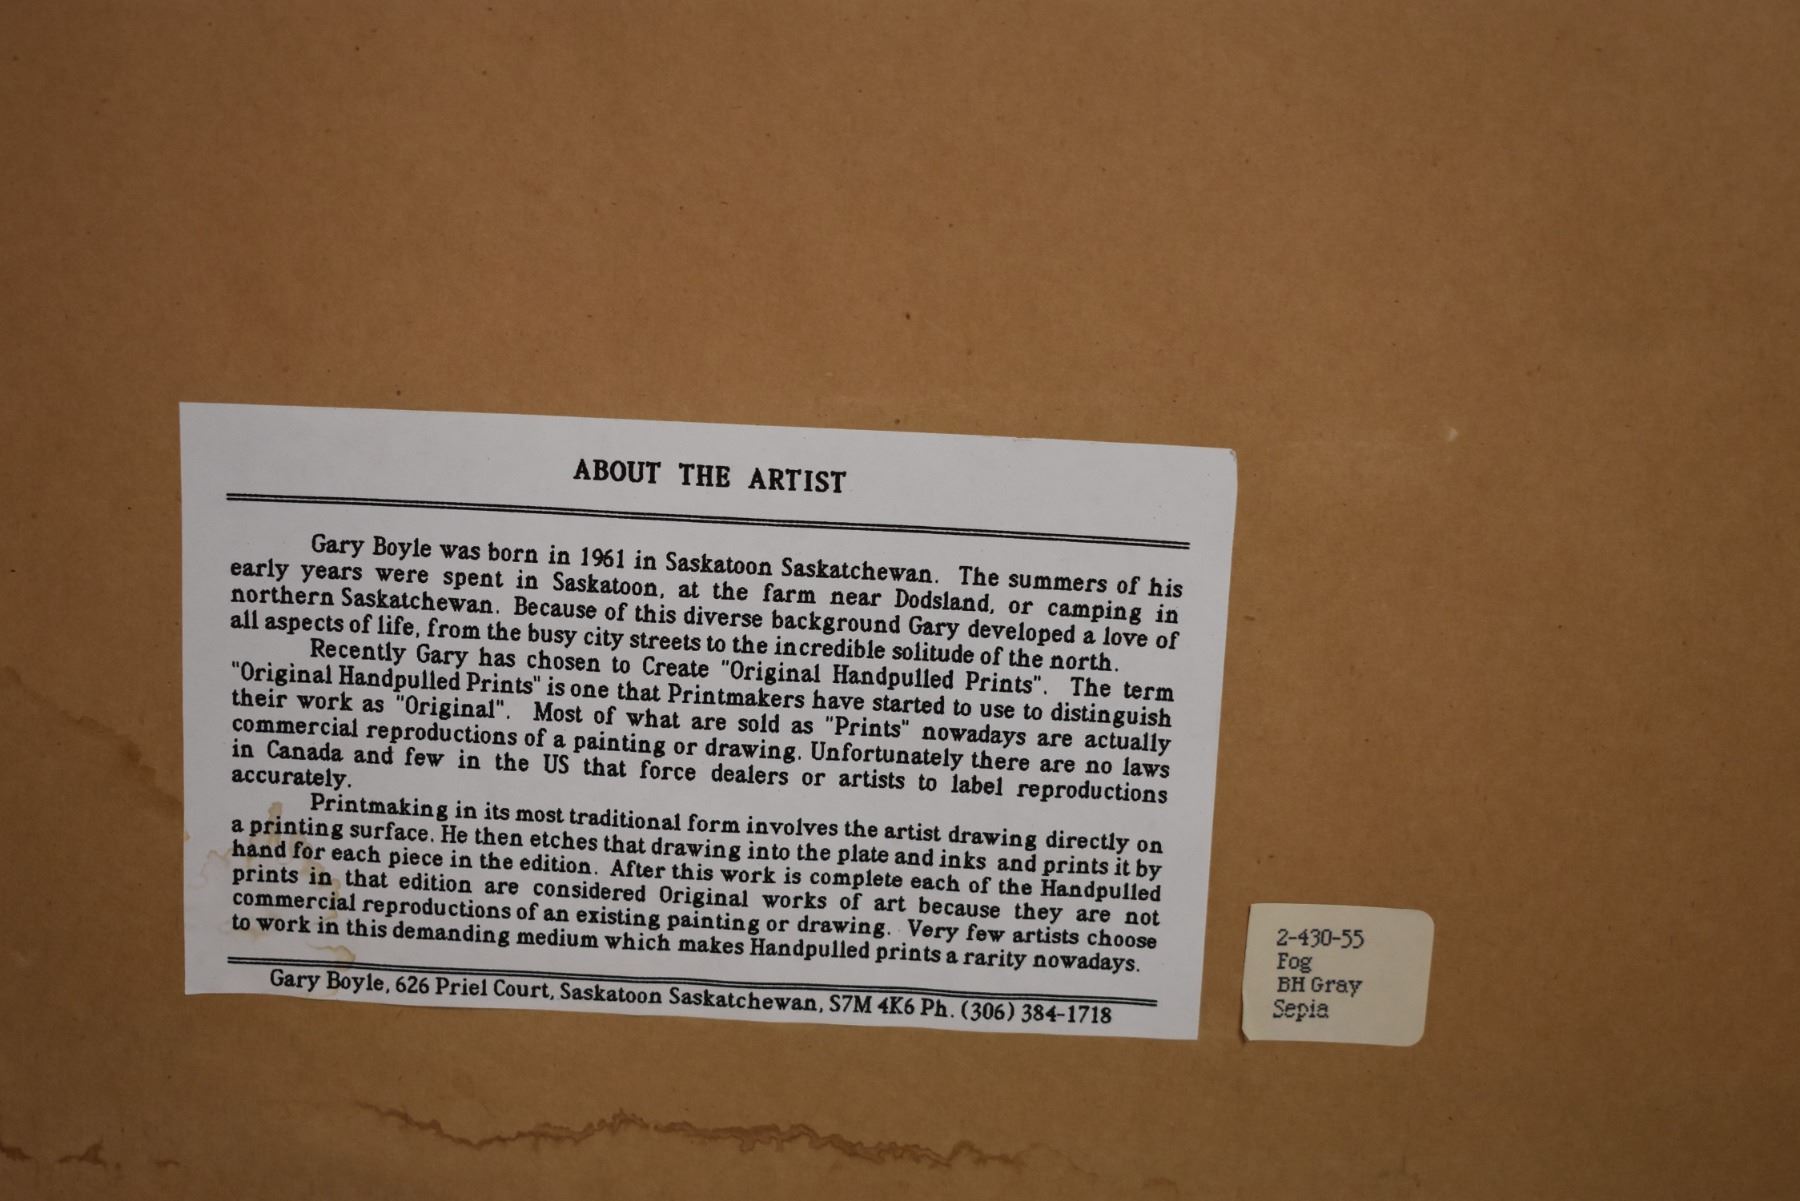 ABOUT THE ARTIST
Gary Boyle was born in 1961 in Saskatoon Saskatchewan. The summers of his
early years were spent in Saskatoon, at the farm near Dodsland, or camping in
northern Saskatchewan. Because of this diverse background Gary developed a love of
all aspects of life, from the busy city streets to the incredible solitude of the north.
Recently Gary has chosen to Create "Original Handpulled Prints". The term
"Original Handpulled Prints" is one that Printmakers have started to use to distinguish
their work as "Original". Most of what are sold as "Prints" nowadays are actually
commercial reproductions of a painting or drawing. Unfortunately there are no laws
in Canada and few in the US that force dealers or artists to label reproductions
accurately.
Printmaking in its most traditional form involves the artist drawing directly on
a printing surface. He then etches that drawing into the plate and inks and prints it by
hand for each piece in the edition. After this work is complete each of the Handpulled
prints in that edition are considered Original works of art because they are not
commercial reproductions of an existing painting or drawing. Very few artists choose
to work in this demanding medium which makes Handpulled prints a rarity nowadays.
Gary Boyle, 626 Priel Court, Saskatoon Saskatchewan, S7M 4K6 Ph. (306) 384-1718
2-430-55
Fog
BH Gray
Sepia